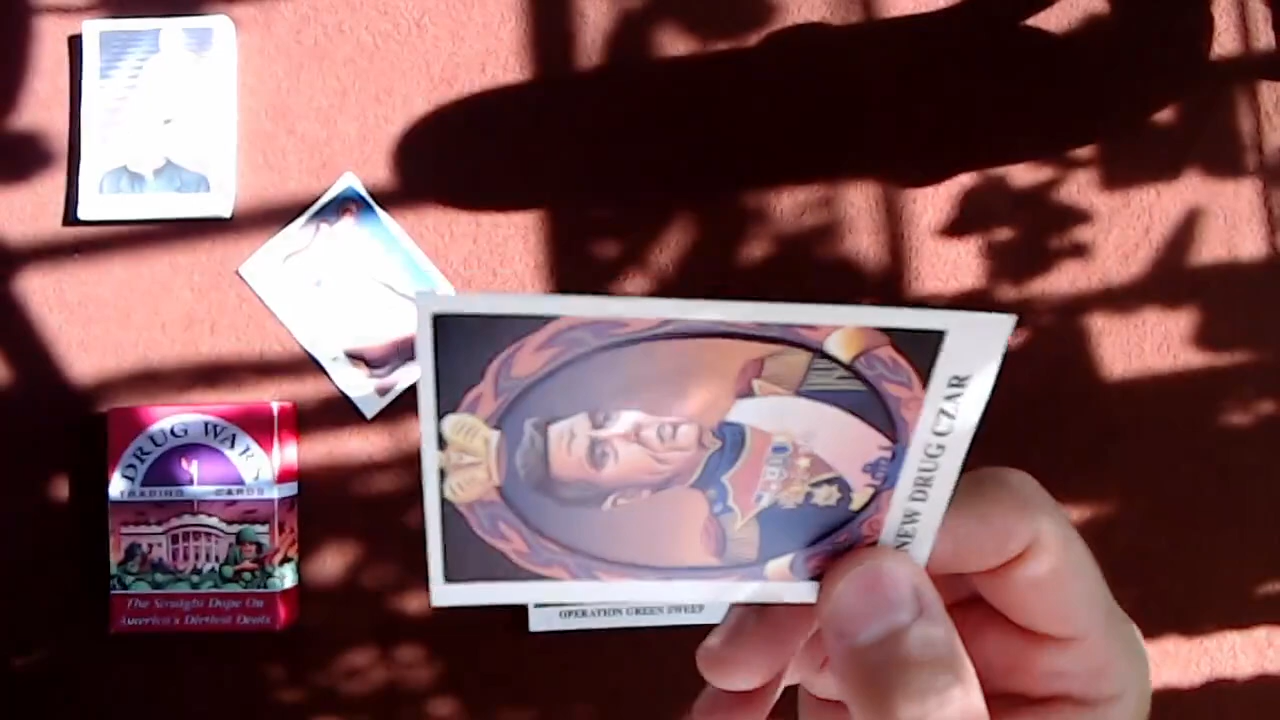 DRUG WARS
TRADING CARDS
The Straight Dope On
America's Dirtiest Deals
NEW DRUG CZAR
OPERATION GREEN SWEEP